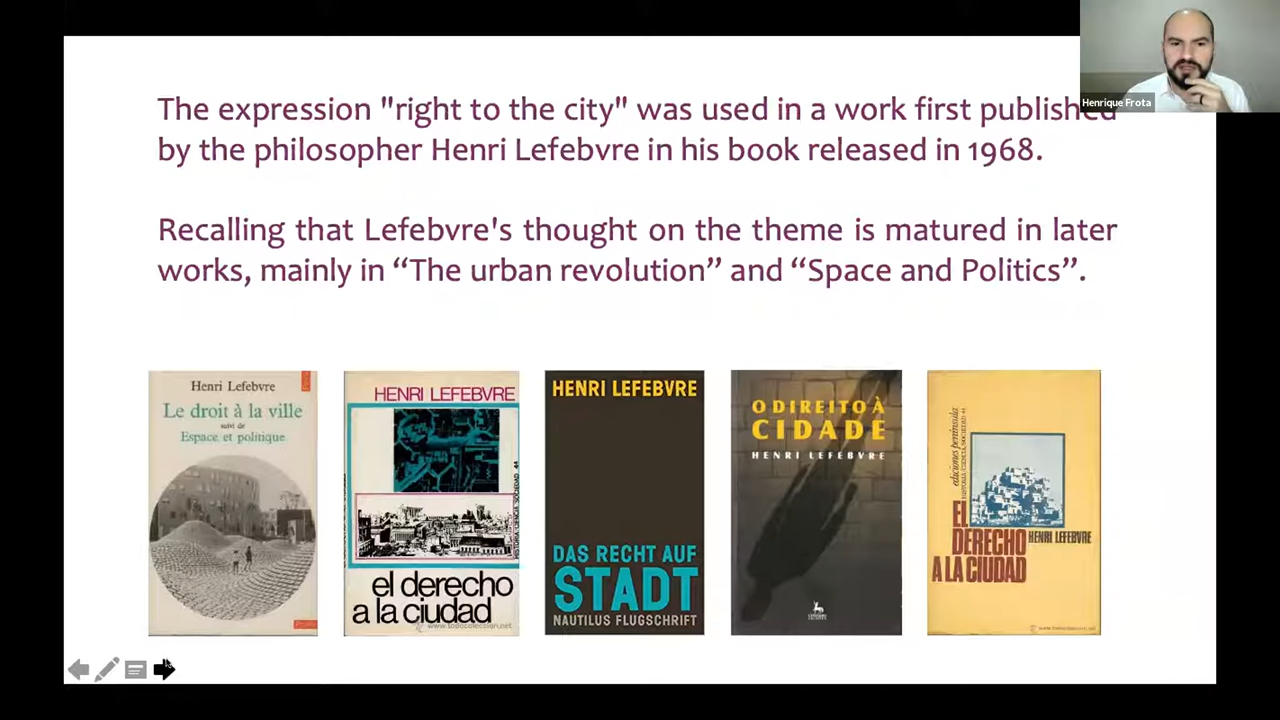 Henrique Frota
The expression "right to the city" was used in a work first published
by the philosopher Henri Lefebvre in his book released in 1968.
Recalling that Lefebvre's thought on the theme is matured in later
works, mainly in “The urban revolution” and “Space and Politics”.
Henri Lefebvre
Le droit à la ville
suivi de
Espace et politique
HENRI LEFEBVRE
el derecho
a la ciudad
www.todocoleccion.net
HENRI LEFEBVRE
DAS RECHT AUF
STADT
NAUTILUS FLUGSCHRIFT
O DIREITO À
CIDADE
HENRI LEFEBVRE
ediciones península
EL
DERECHO
A LA CIUDAD
HENRI LEFEBVRE